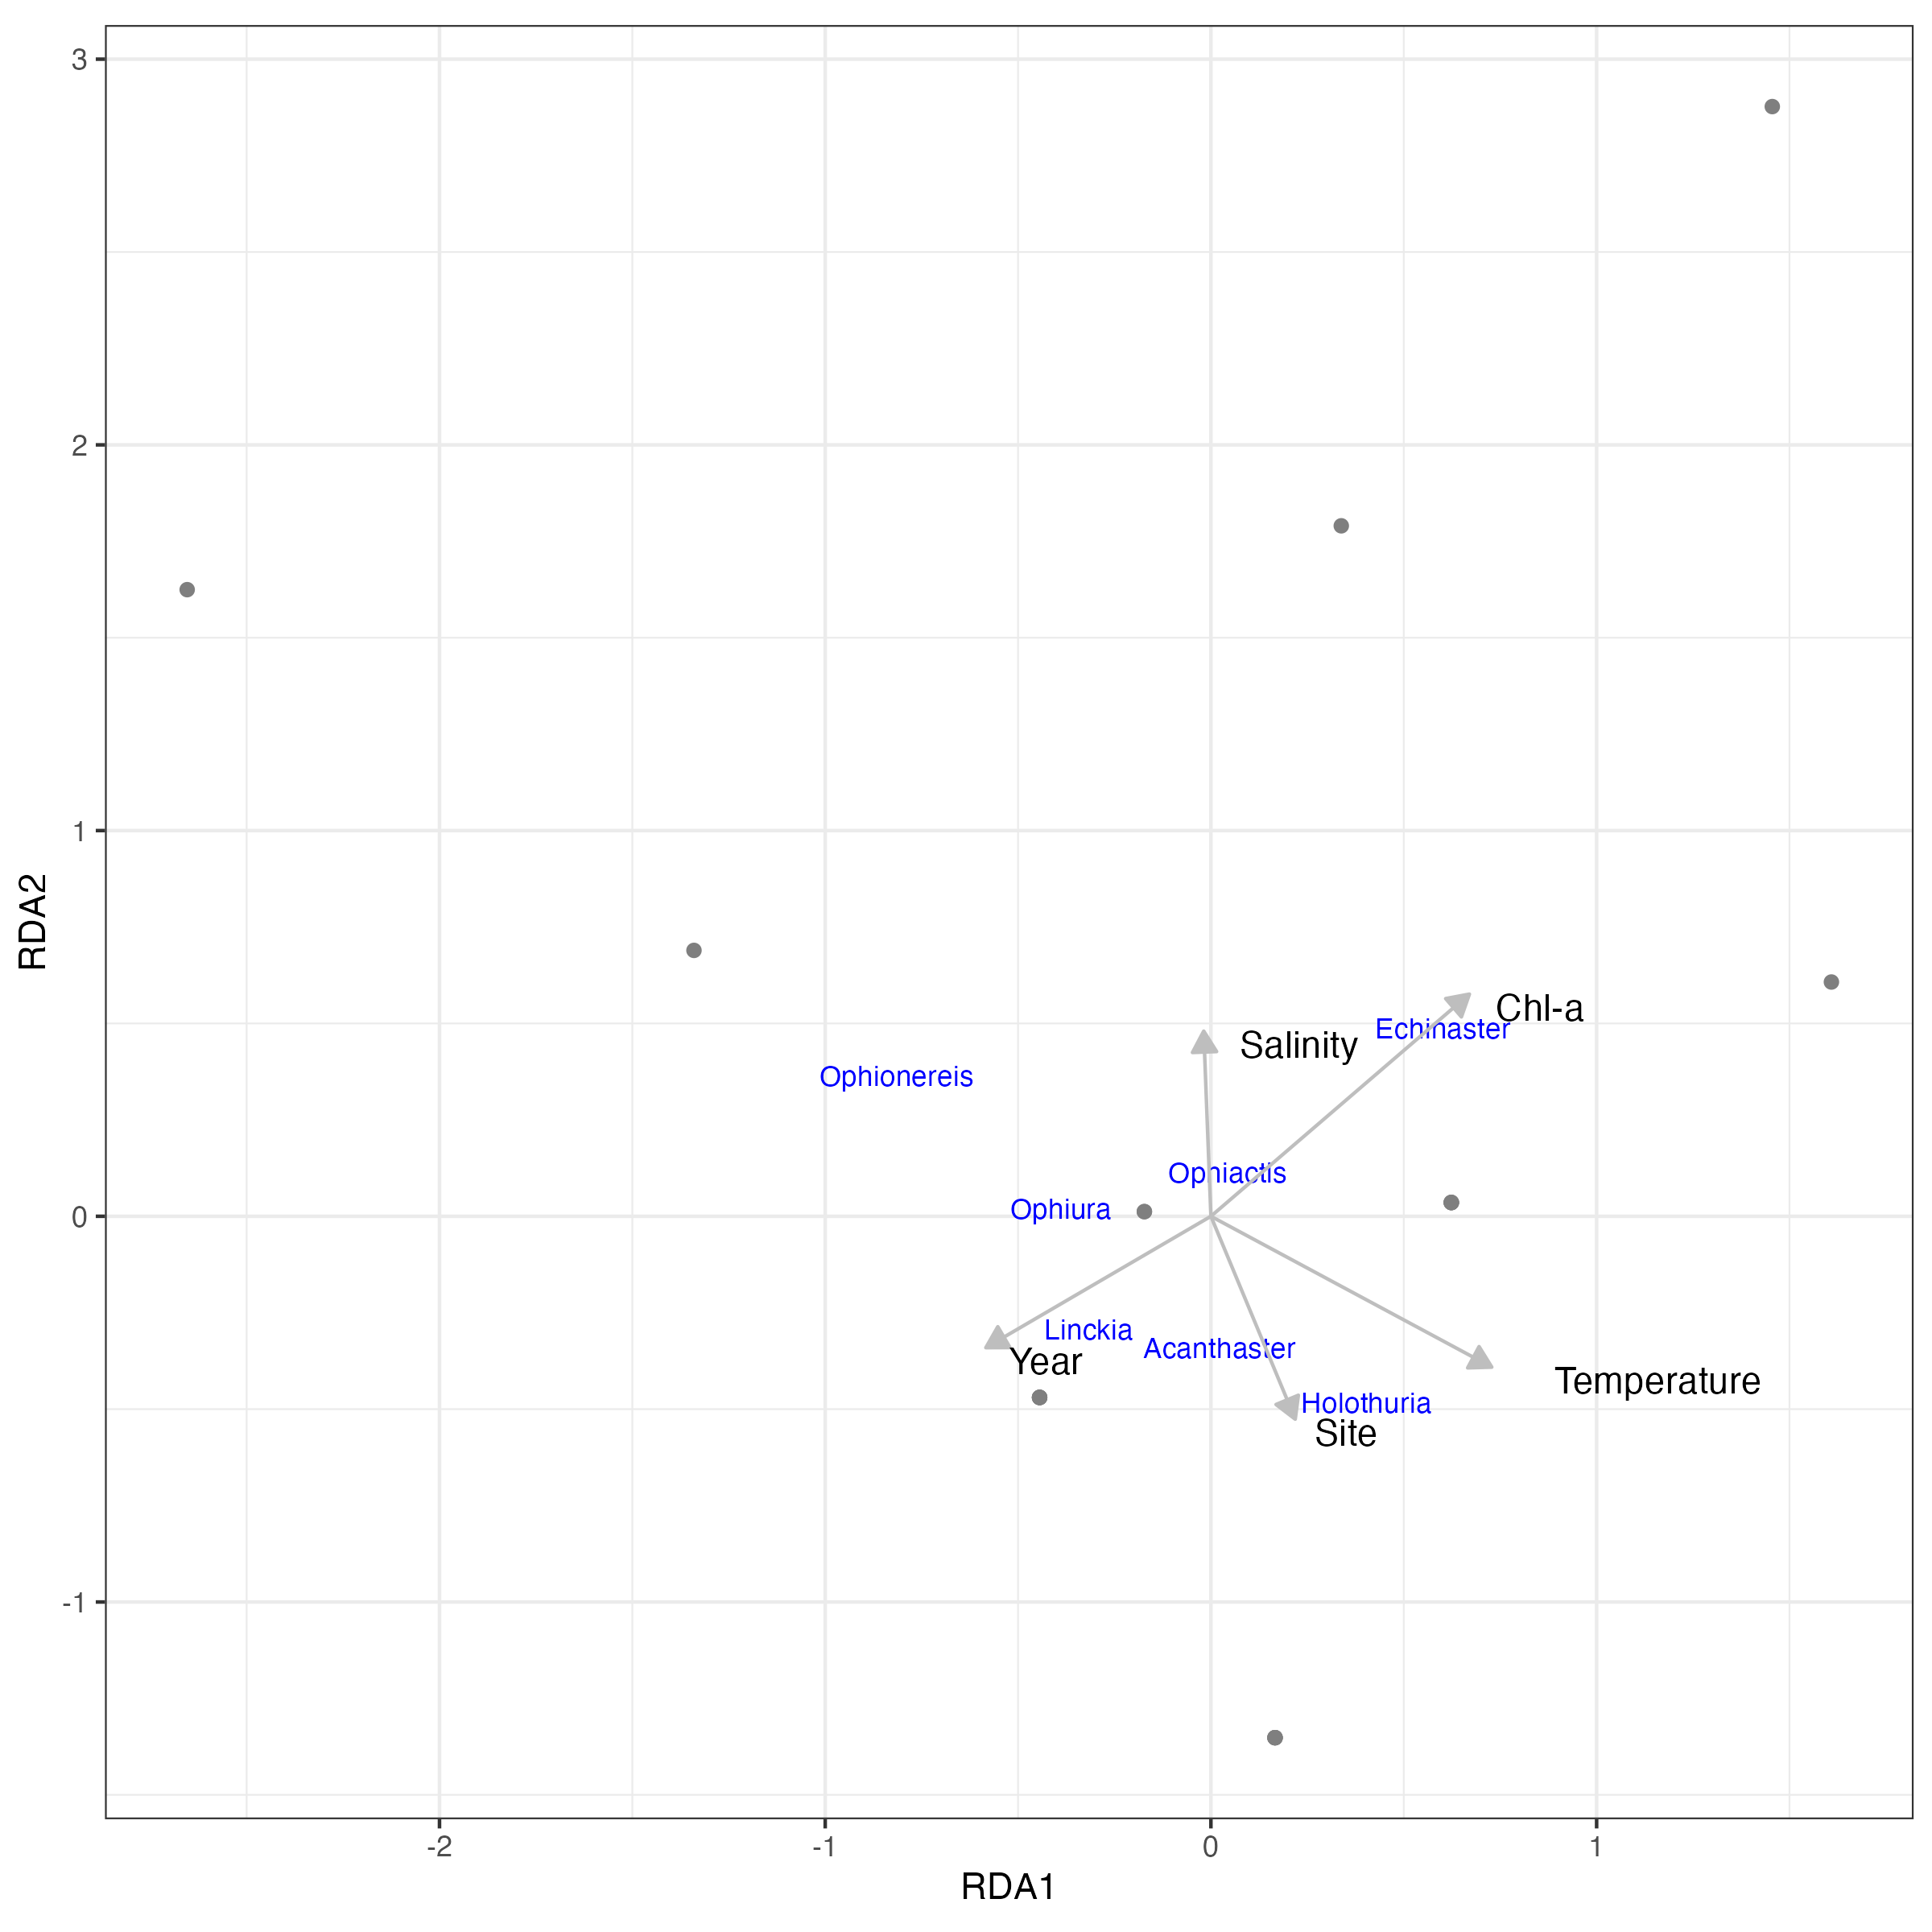 3
2
1
0
-1
RDA2
Chl-a
Echinaster
Salinity
Ophionereis
Ophiactis
Ophiura
Linckia
Acanthaster
Year
Temperature
Holothuria
Site
-2
-1
0
1
RDA1